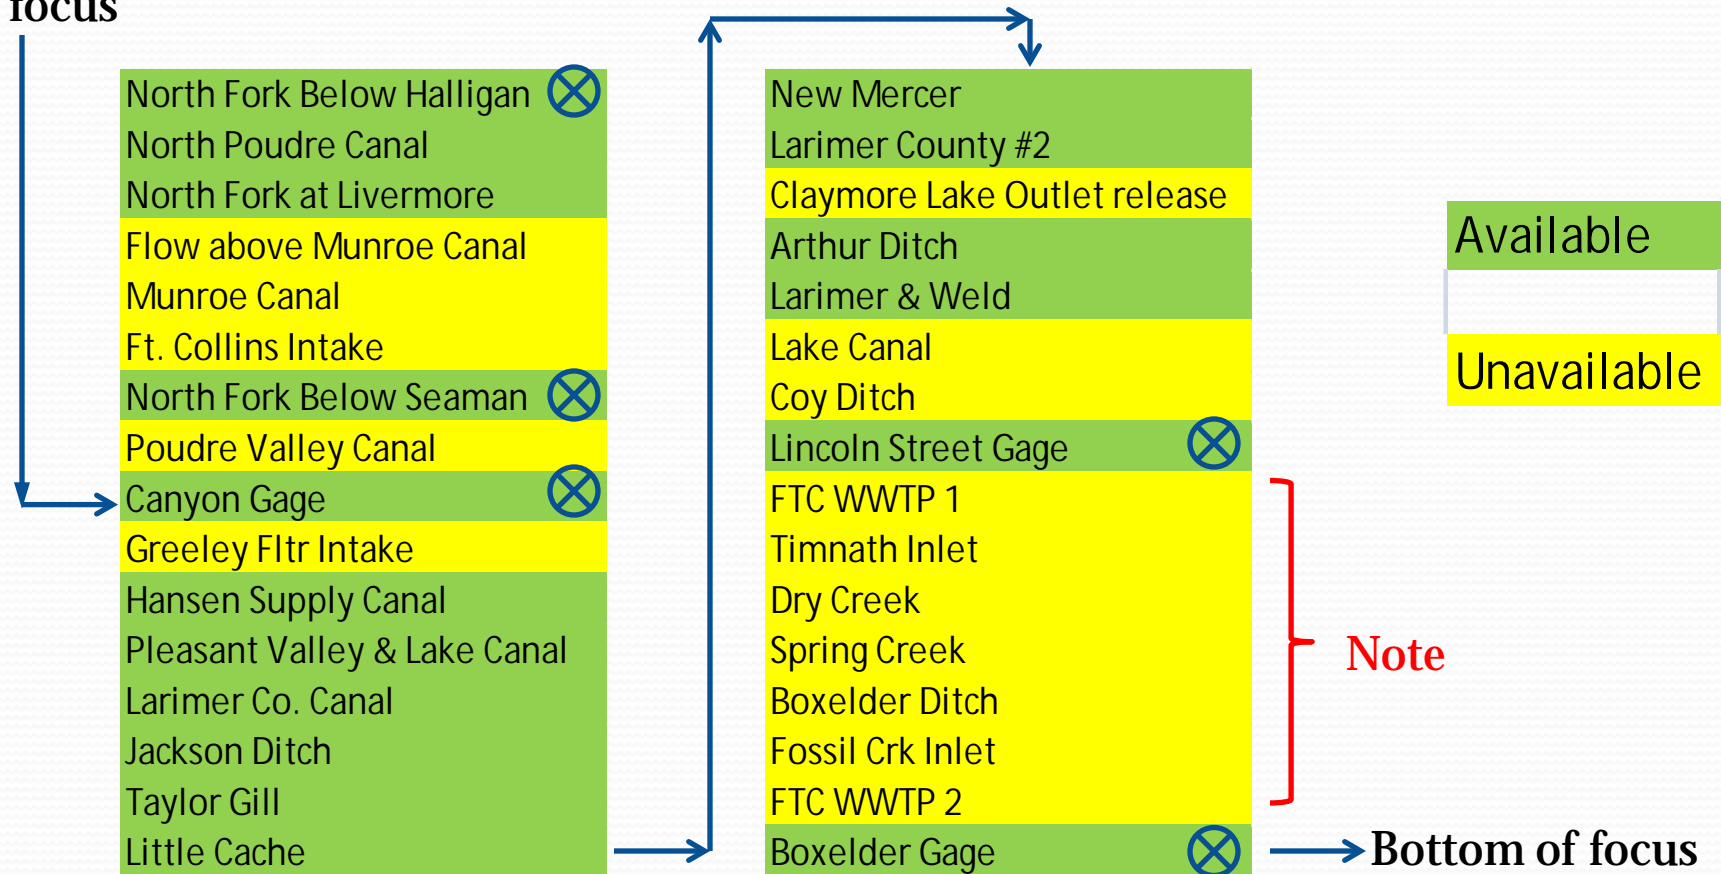 focus
North Fork Below Halligan
North Poudre Canal
North Fork at Livermore
Flow above Munroe Canal
Munroe Canal
Ft. Collins Intake
North Fork Below Seaman
Poudre Valley Canal
Canyon Gage
Greeley Fltr Intake
Hansen Supply Canal
Pleasant Valley & Lake Canal
Larimer Co. Canal
Jackson Ditch
Taylor Gill
Little Cache
New Mercer
Larimer County #2
Claymore Lake Outlet release
Arthur Ditch
Larimer & Weld
Lake Canal
Coy Ditch
Lincoln Street Gage
FTC WWTP 1
Timnath Inlet
Dry Creek
Spring Creek
Boxelder Ditch
Fossil Crk Inlet
FTC WWTP 2
Boxelder Gage
Available
Unavailable
Note
Bottom of focus